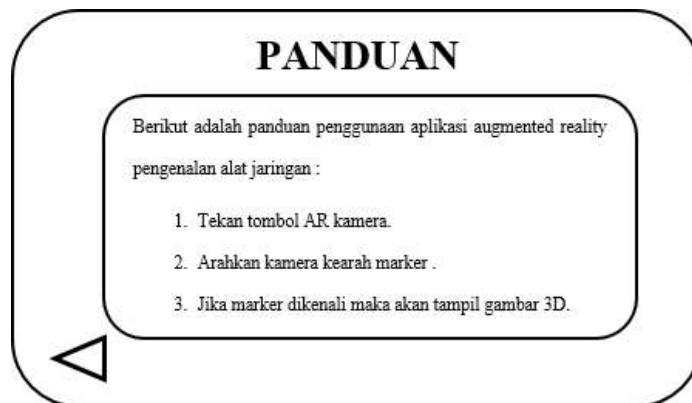 PANDUAN
Berikut adalah panduan penggunaan aplikasi augmented reality
pengenalan alat jaringan :
1. Tekan tombol AR kamera.
2. Arahkan kamera kearah marker .
3. Jika marker dikenali maka akan tampil gambar 3D.